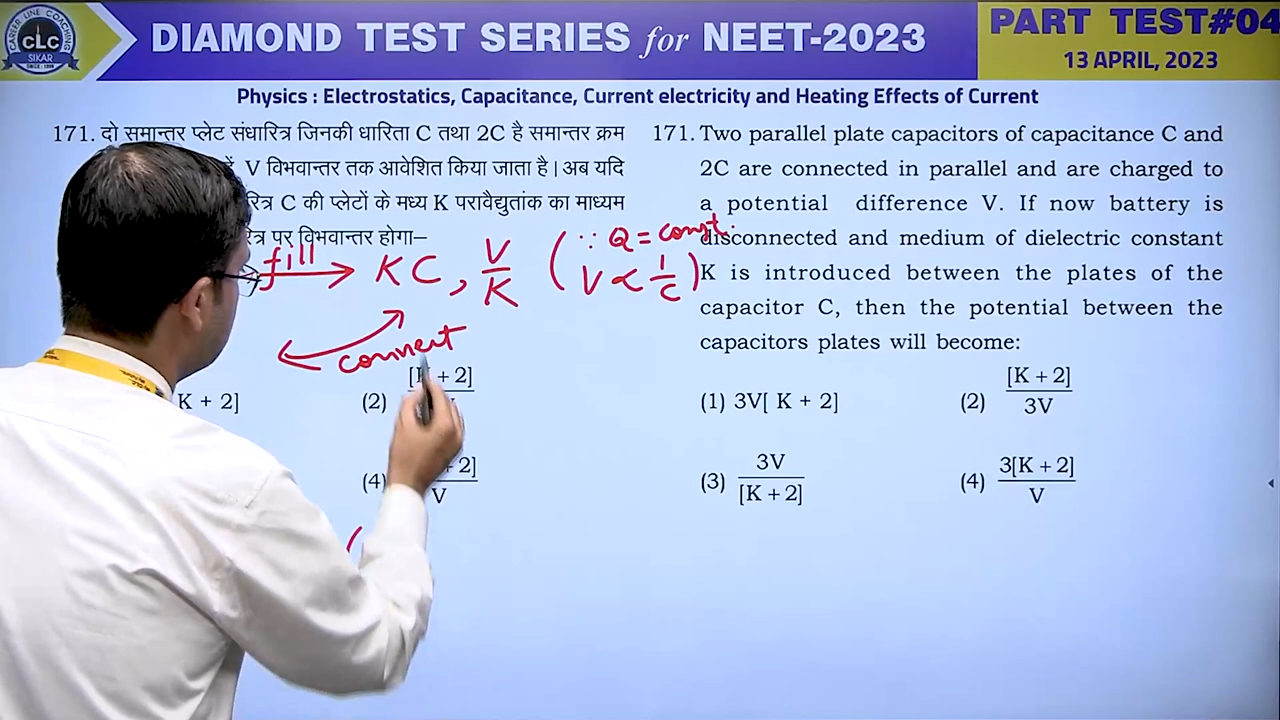 CAREER LINE COACHING
CLC
SIKAR
SINCE : 1996
DIAMOND TEST SERIES for NEET-2023
PART TEST#04
13 APRIL, 2023
Physics : Electrostatics, Capacitance, Current electricity and Heating Effects of Current
171. दो समान्तर प्लेट संधारित्र जिनकी धारिता C तथा 2C है समान्तर क्रम
V विभवान्तर तक आवेशित किया जाता है। अब यदि
रित्र C की प्लेटों के मध्य K परावैद्युतांक का माध्यम
त्र पर विभवान्तर होगा–
K + 2]
(2) [K + 2]
(4) + 2]
V
fill KC, V/K (∵ Q = const. V ∝ 1/C)
connect
(
171. Two parallel plate capacitors of capacitance C and
2C are connected in parallel and are charged to
a potential difference V. If now battery is
disconnected and medium of dielectric constant
K is introduced between the plates of the
capacitor C, then the potential between the
capacitors plates will become:
(1) 3V[ K + 2]
(2) [K + 2]
3V
(3) 3V
[K + 2]
(4) 3[K + 2]
V